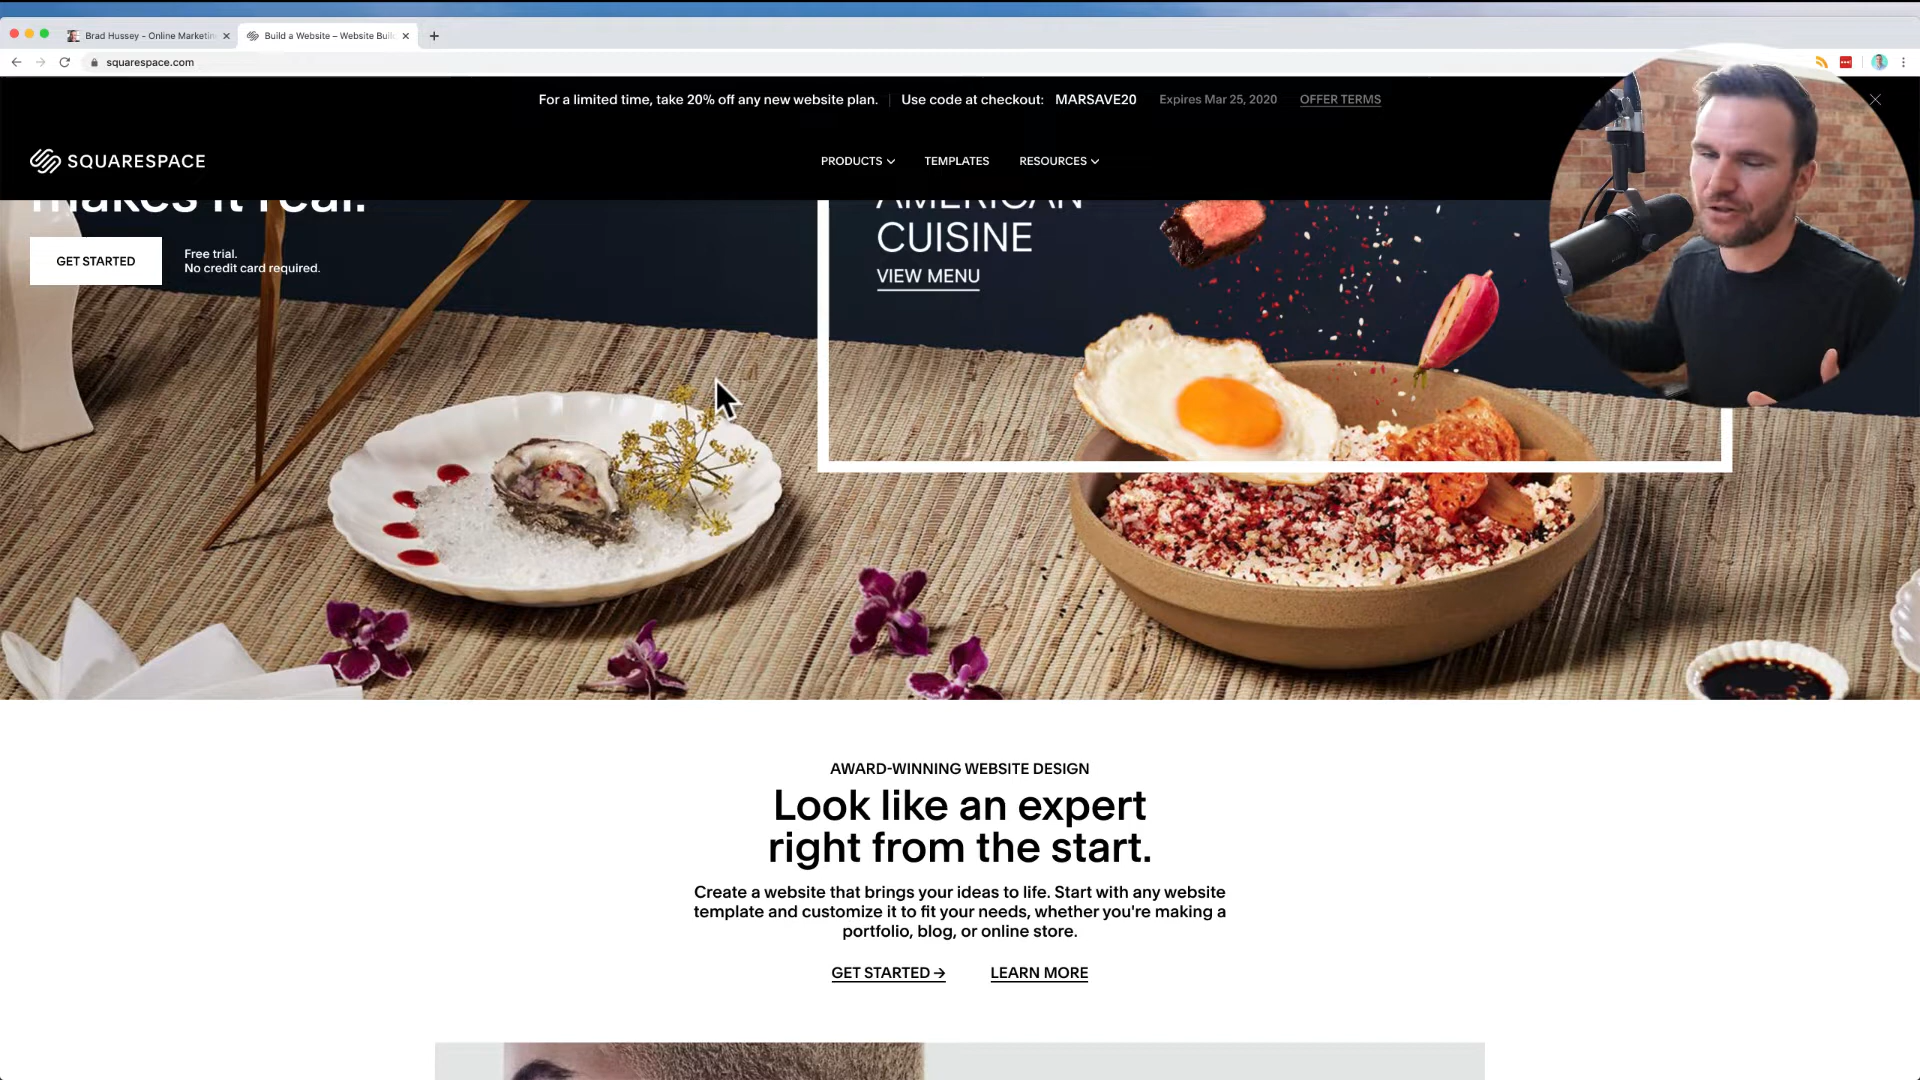 Brad Hussey - Online Marketin
Build a Website – Website Buil
squarespace.com
For a limited time, take 20% off any new website plan. Use code at checkout: MARSAVE20 Expires Mar 25, 2020 OFFER TERMS
SQUARESPACE
PRODUCTS TEMPLATES RESOURCES
makes it real.
GET STARTED
Free trial.
No credit card required.
AMERICAN
CUISINE
VIEW MENU
AWARD-WINNING WEBSITE DESIGN
Look like an expert
right from the start.
Create a website that brings your ideas to life. Start with any website
template and customize it to fit your needs, whether you're making a
portfolio, blog, or online store.
GET STARTED → LEARN MORE